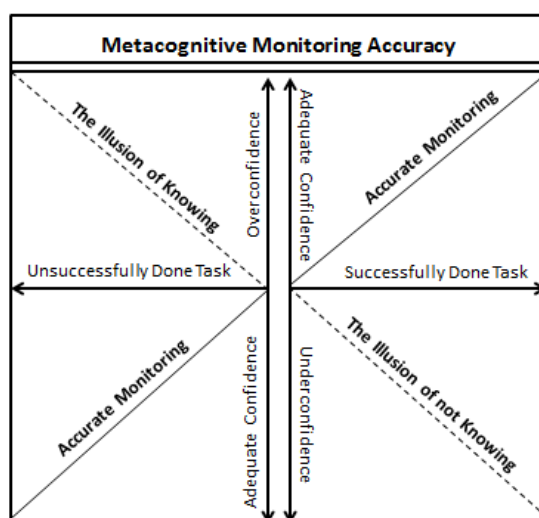 Metacognitive Monitoring Accuracy
The Illusion of Knowing
Overconfidence
Adequate Confidence
Accurate Monitoring
Unsuccessfully Done Task
Successfully Done Task
Accurate Monitoring
Adequate Confidence
Underconfidence
The Illusion of not Knowing